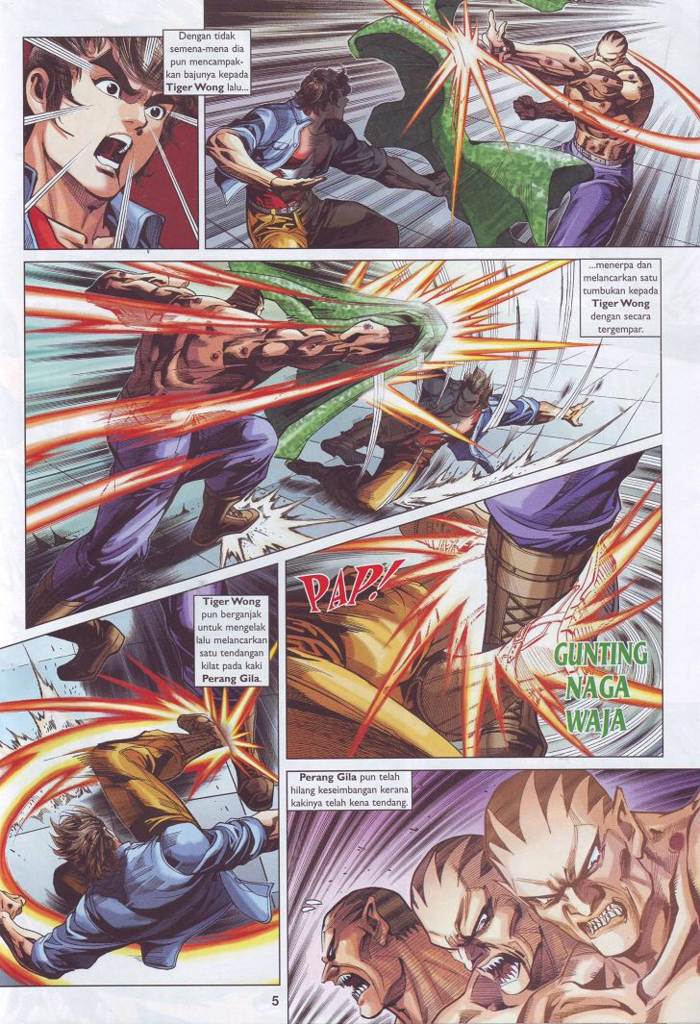 Dengan tidak
semena-mena dia
pun mencampak-
kan bajunya kepada
Tiger Wong lalu...
...menerpa dan
melancarkan satu
tumbukan kepada
Tiger Wong
dengan secara
tergempar.
Tiger Wong
pun berganjak
untuk mengelak
lalu melancarkan
satu tendangan
kilat pada kaki
Perang Gila.
PAP!
GUNTING
NAGA
WAJA
Perang Gila pun telah
hilang keseimbangan kerana
kakinya telah kena tendang.
5